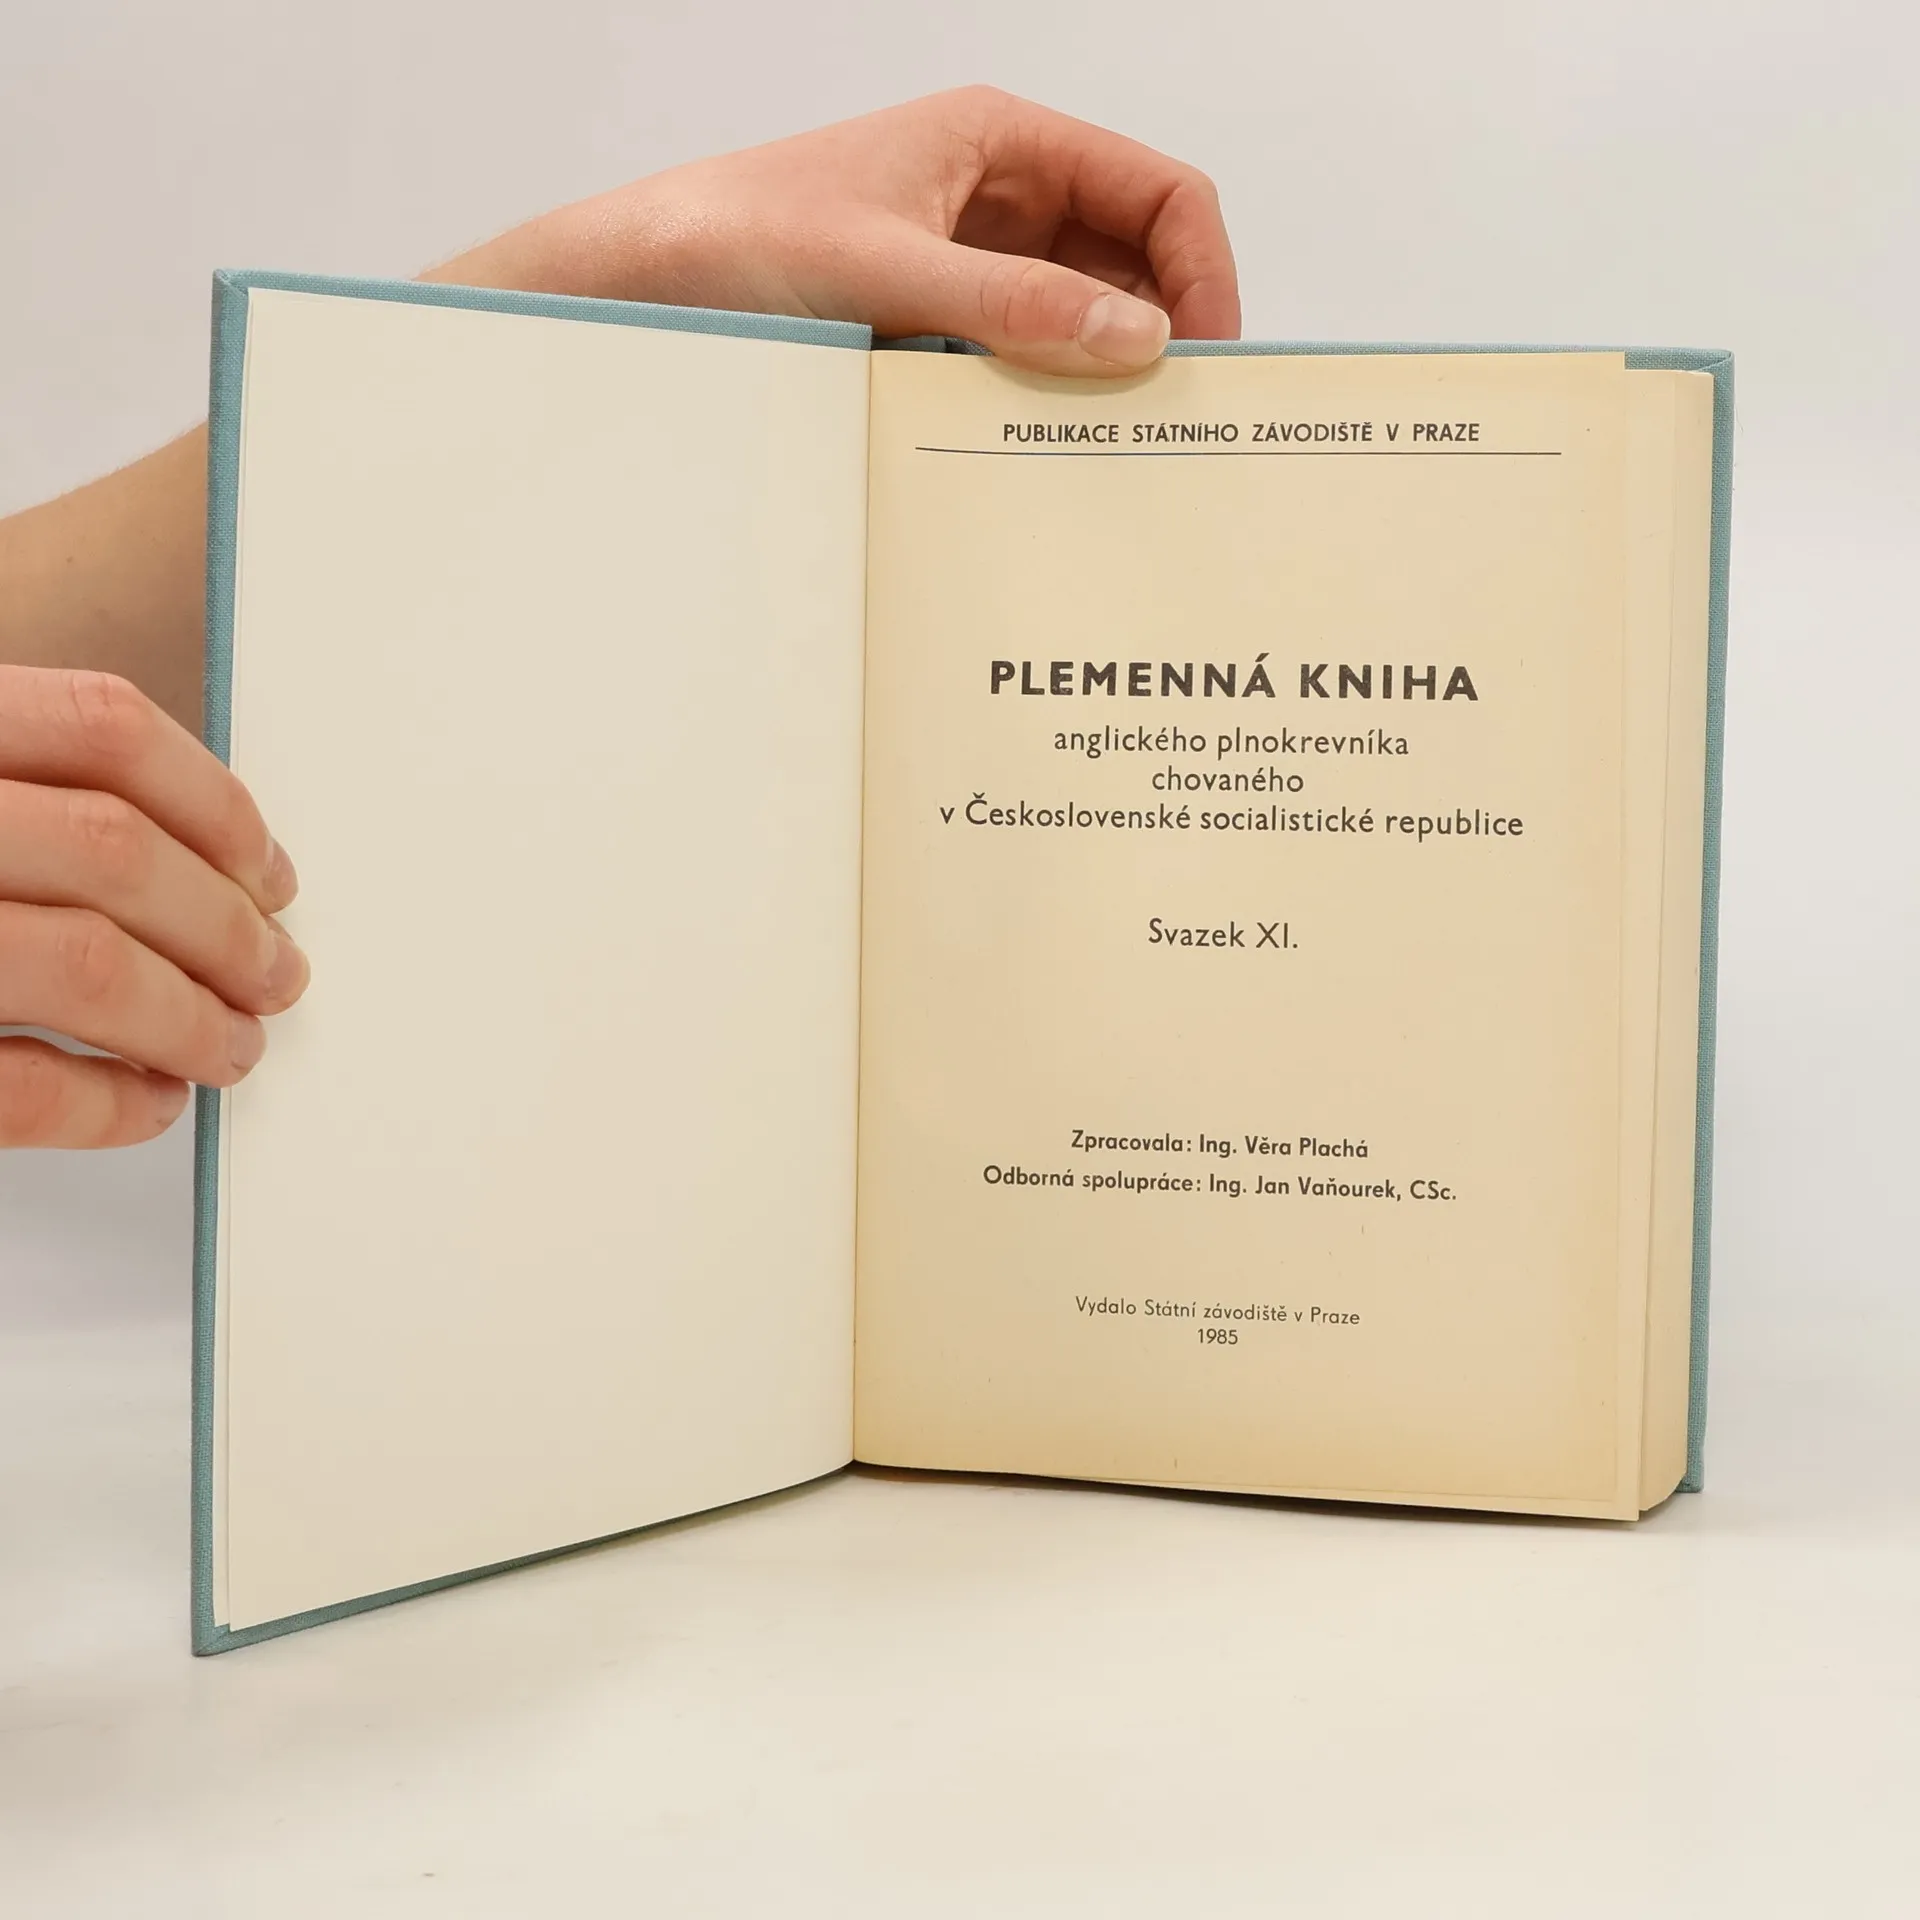 PUBLIKACE STÁTNÍHO ZÁVODIŠTĚ V PRAZE
PLEMENNÁ KNIHA
anglického plnokrevníka
chovaného
v Československé socialistické republice
Svazek XI.
Zpracovala: Ing. Věra Plachá
Odborná spolupráce: Ing. Jan Vaňourek, CSc.
Vydalo Státní závodiště v Praze
1985